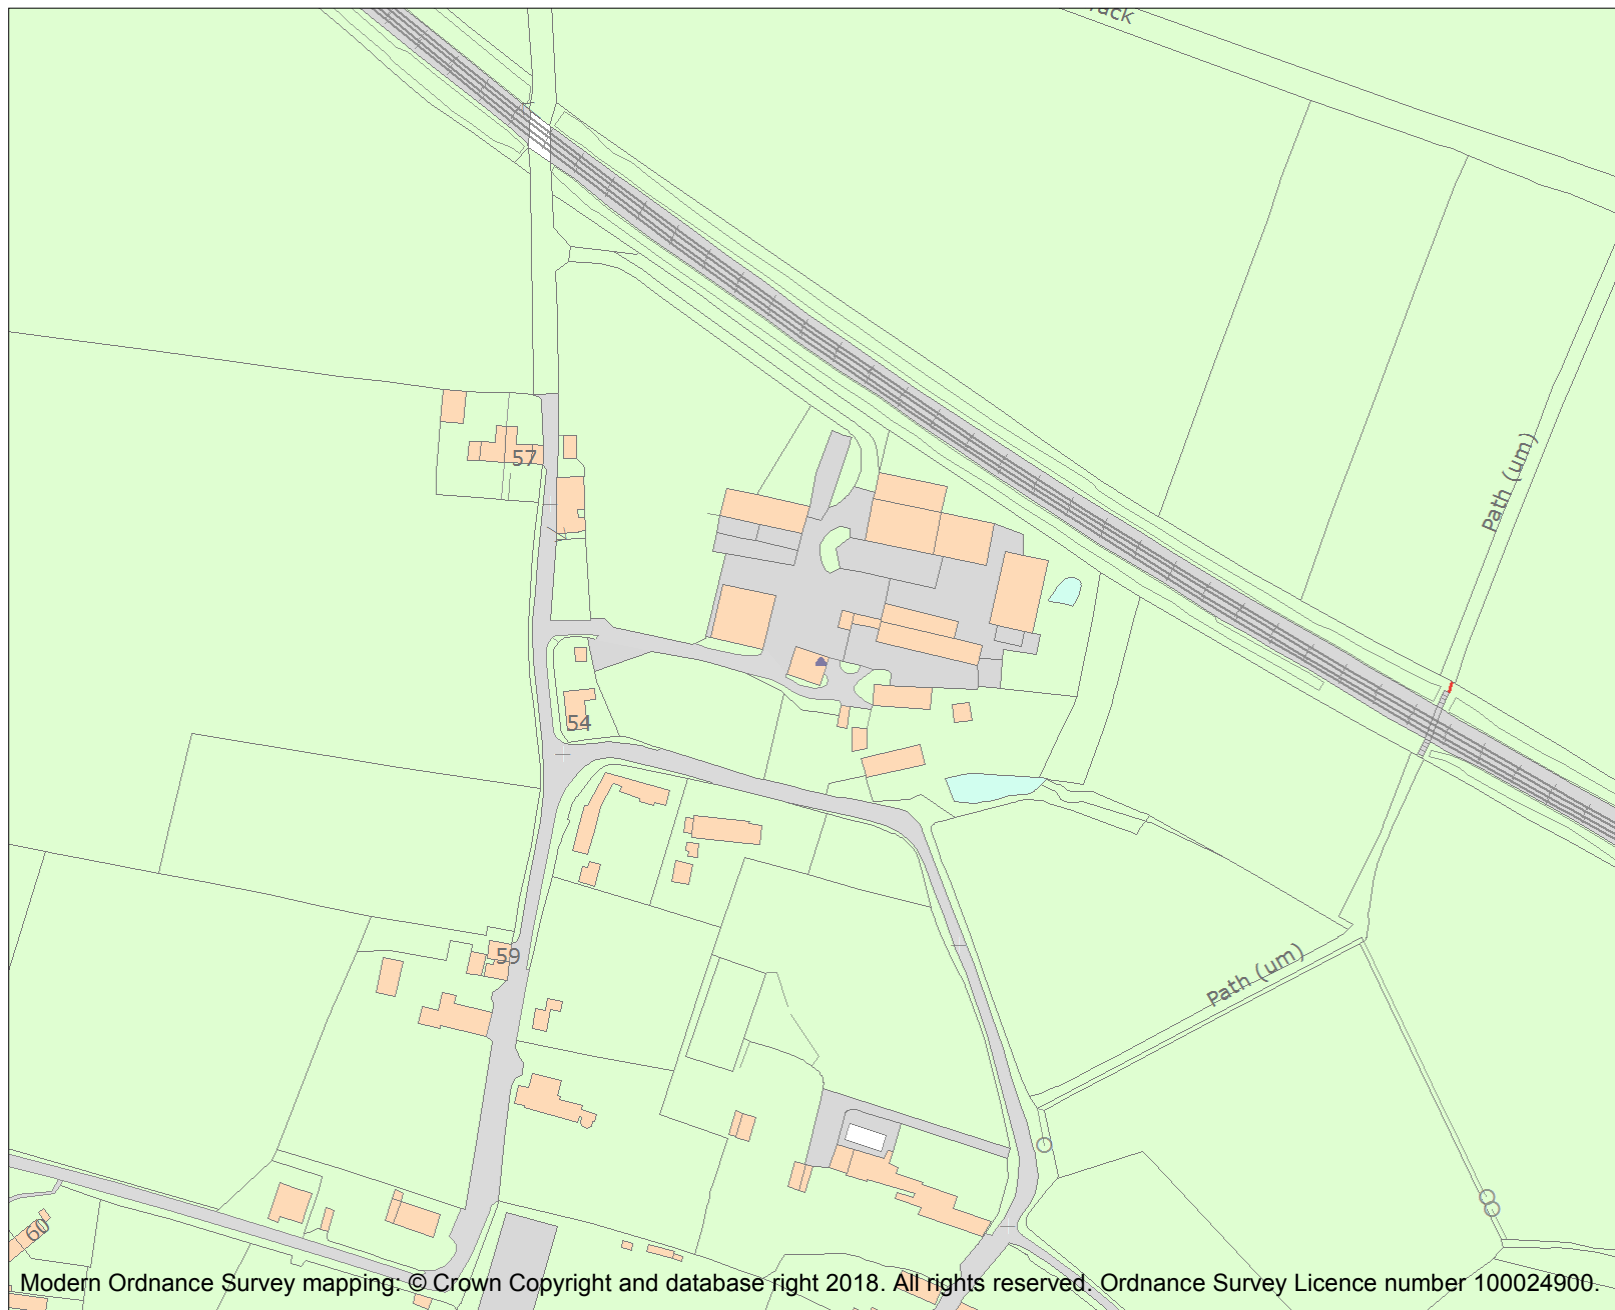 57
Path (um)
54
59
Path (um)
60
Modern Ordnance Survey mapping: © Crown Copyright and database right 2018. All rights reserved. Ordnance Survey Licence number 100024900.